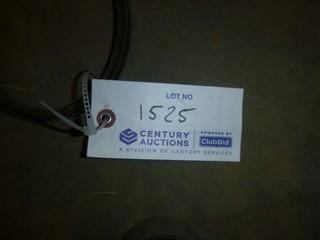 LOT NO
1525
CENTURY
AUCTIONS
A DIVISION OF CENTURY SERVICES
POWERED BY
ClubBid